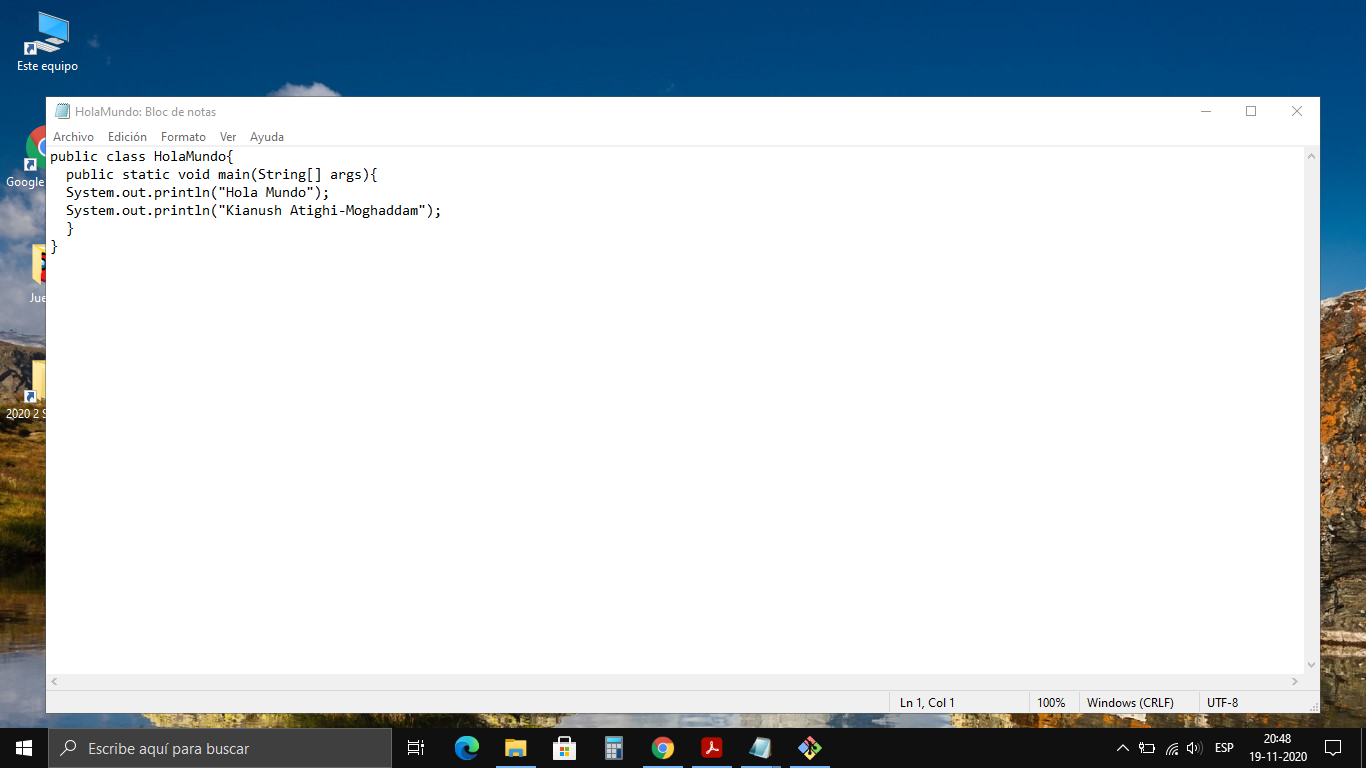 Este equipo
HolaMundo: Bloc de notas
Archivo Edición Formato Ver Ayuda
public class HolaMundo{
  public static void main(String[] args){
  System.out.println("Hola Mundo");
  System.out.println("Kianush Atighi-Moghaddam");
  }
}
Google
Jue
2020 2 S
Ln 1, Col 1 100% Windows (CRLF) UTF-8
Escribe aquí para buscar
ESP
20:48
19-11-2020